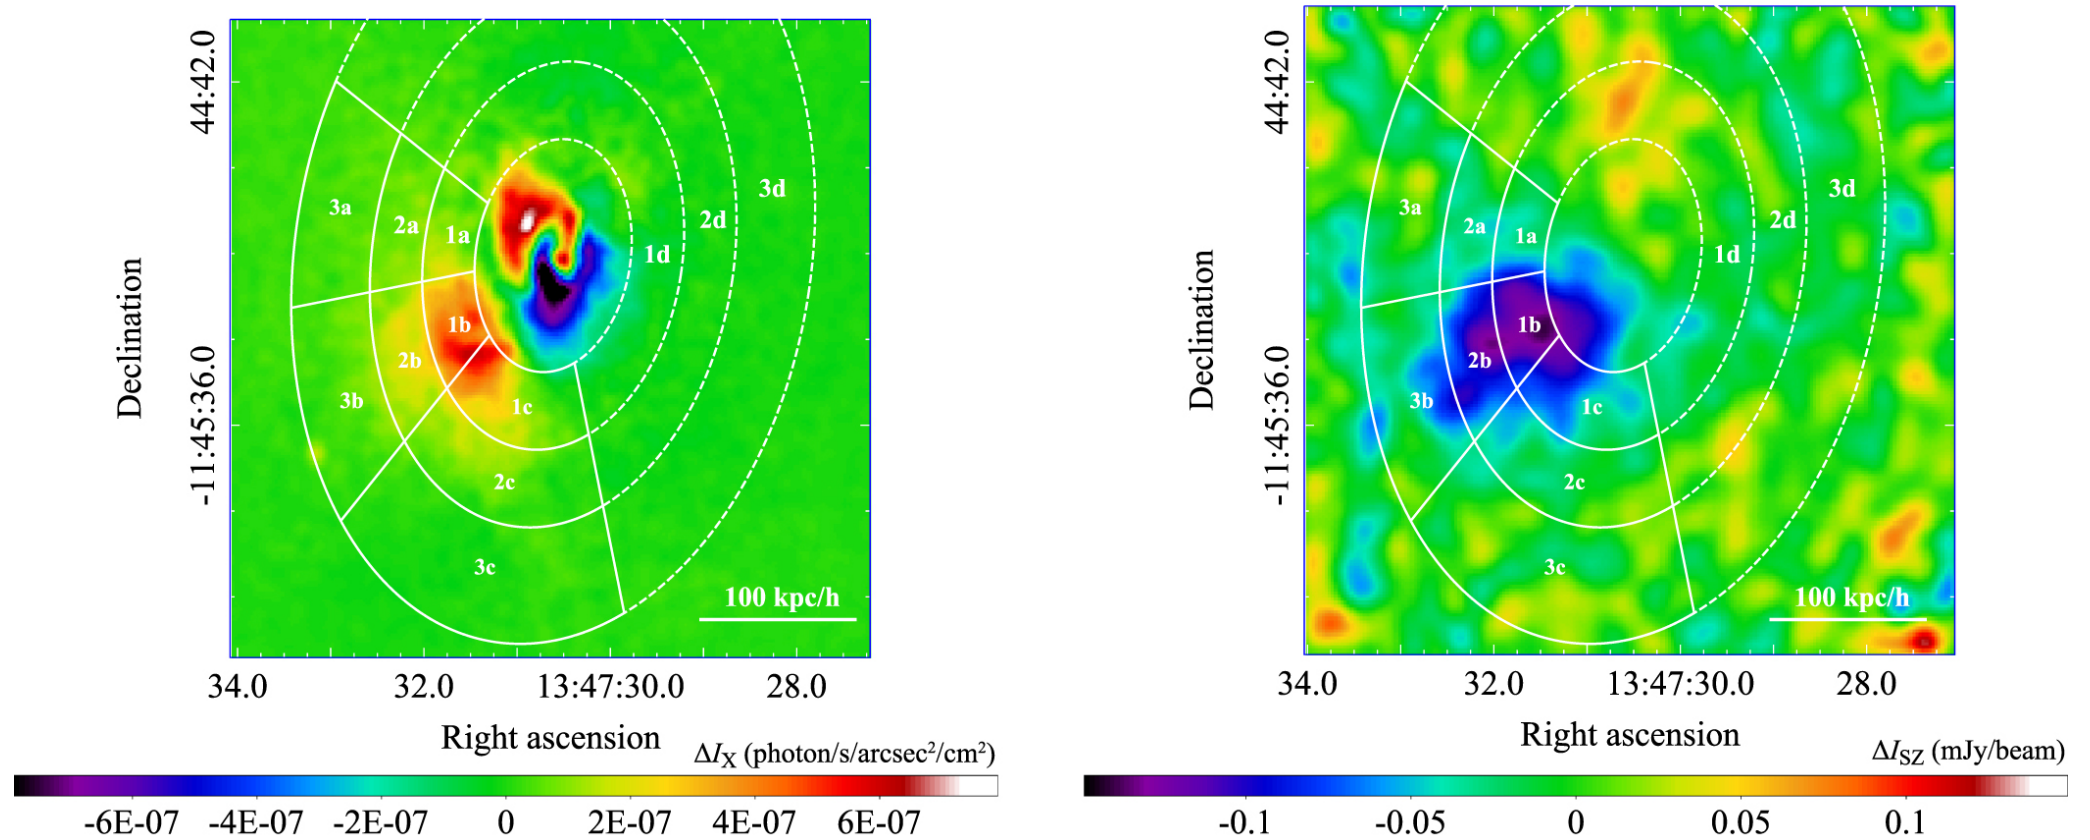 44:42.0
-11:45:36.0
Declination
3a
2a
1a
1b
2b
3b
1c
2c
3c
1d
2d
3d
100 kpc/h
34.0 32.0 13:47:30.0 28.0
Right ascension
ΔIX (photon/s/arcsec²/cm²)
-6E-07 -4E-07 -2E-07 0 2E-07 4E-07 6E-07
44:42.0
-11:45:36.0
Declination
3a
2a
1a
1b
2b
3b
1c
2c
3c
1d
2d
3d
100 kpc/h
34.0 32.0 13:47:30.0 28.0
Right ascension
ΔISZ (mJy/beam)
-0.1 -0.05 0 0.05 0.1